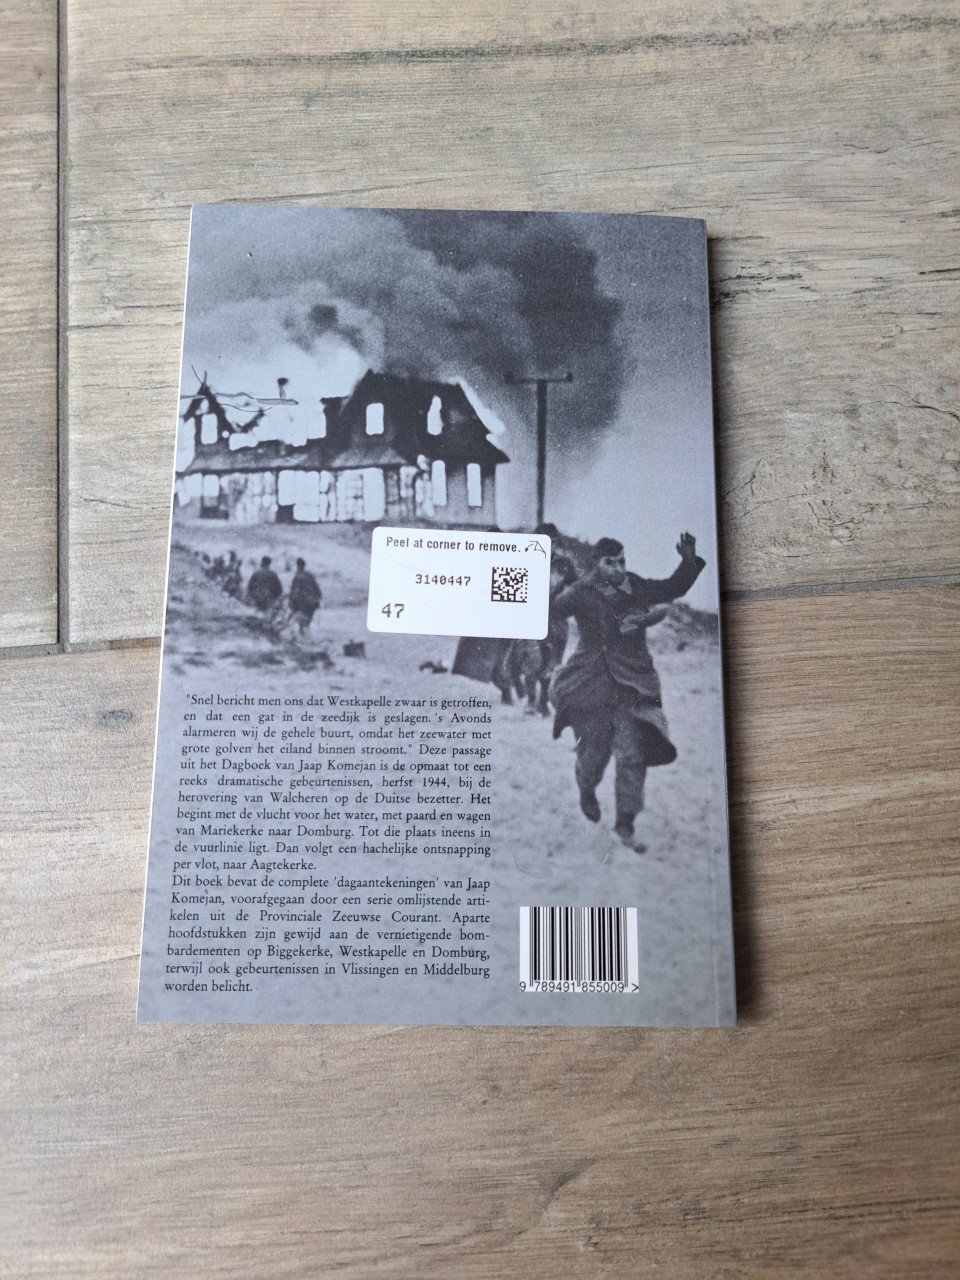 Peel at corner to remove.
3140447
47
"Snel bericht men ons dat Westkapelle zwaar is getroffen,
en dat een gat in de zeedijk is geslagen. 's Avonds
alarmeren wij de gehele buurt, omdat het zeewater met
grote golven het eiland binnen stroomt." Deze passage
uit het Dagboek van Jaap Komejan is de opmaat tot een
reeks dramatische gebeurtenissen, herfst 1944, bij de
herovering van Walcheren op de Duitse bezetter. Het
begint met de vlucht voor het water, met paard en wagen
van Mariekerke naar Domburg. Tot die plaats ineens in
de vuurlinie ligt. Dan volgt een hachelijke ontsnapping
per vlot, naar Aagtekerke.
Dit boek bevat de complete 'dagaantekeningen' van Jaap
Komejan, voorafgegaan door een serie omlijstende arti-
kelen uit de Provinciale Zeeuwse Courant. Aparte
hoofdstukken zijn gewijd aan de vernietigende bom-
bardementen op Biggekerke, Westkapelle en Domburg,
terwijl ook gebeurtenissen in Vlissingen en Middelburg
worden belicht.
9 789491 855009 >